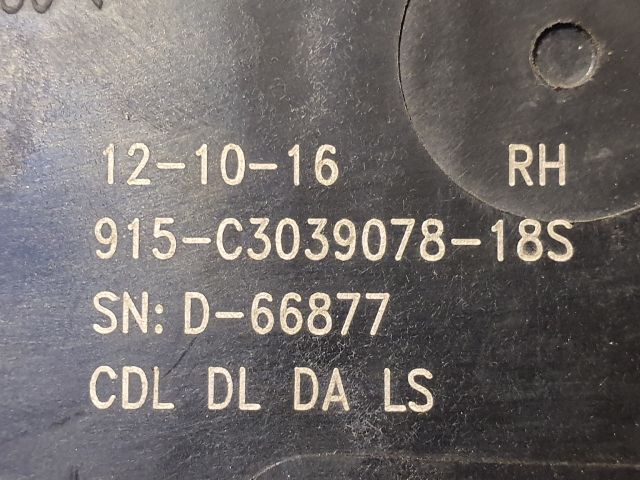 12-10-16 RH
915-C3039078-18S
SN: D-66877
CDL DL DA LS